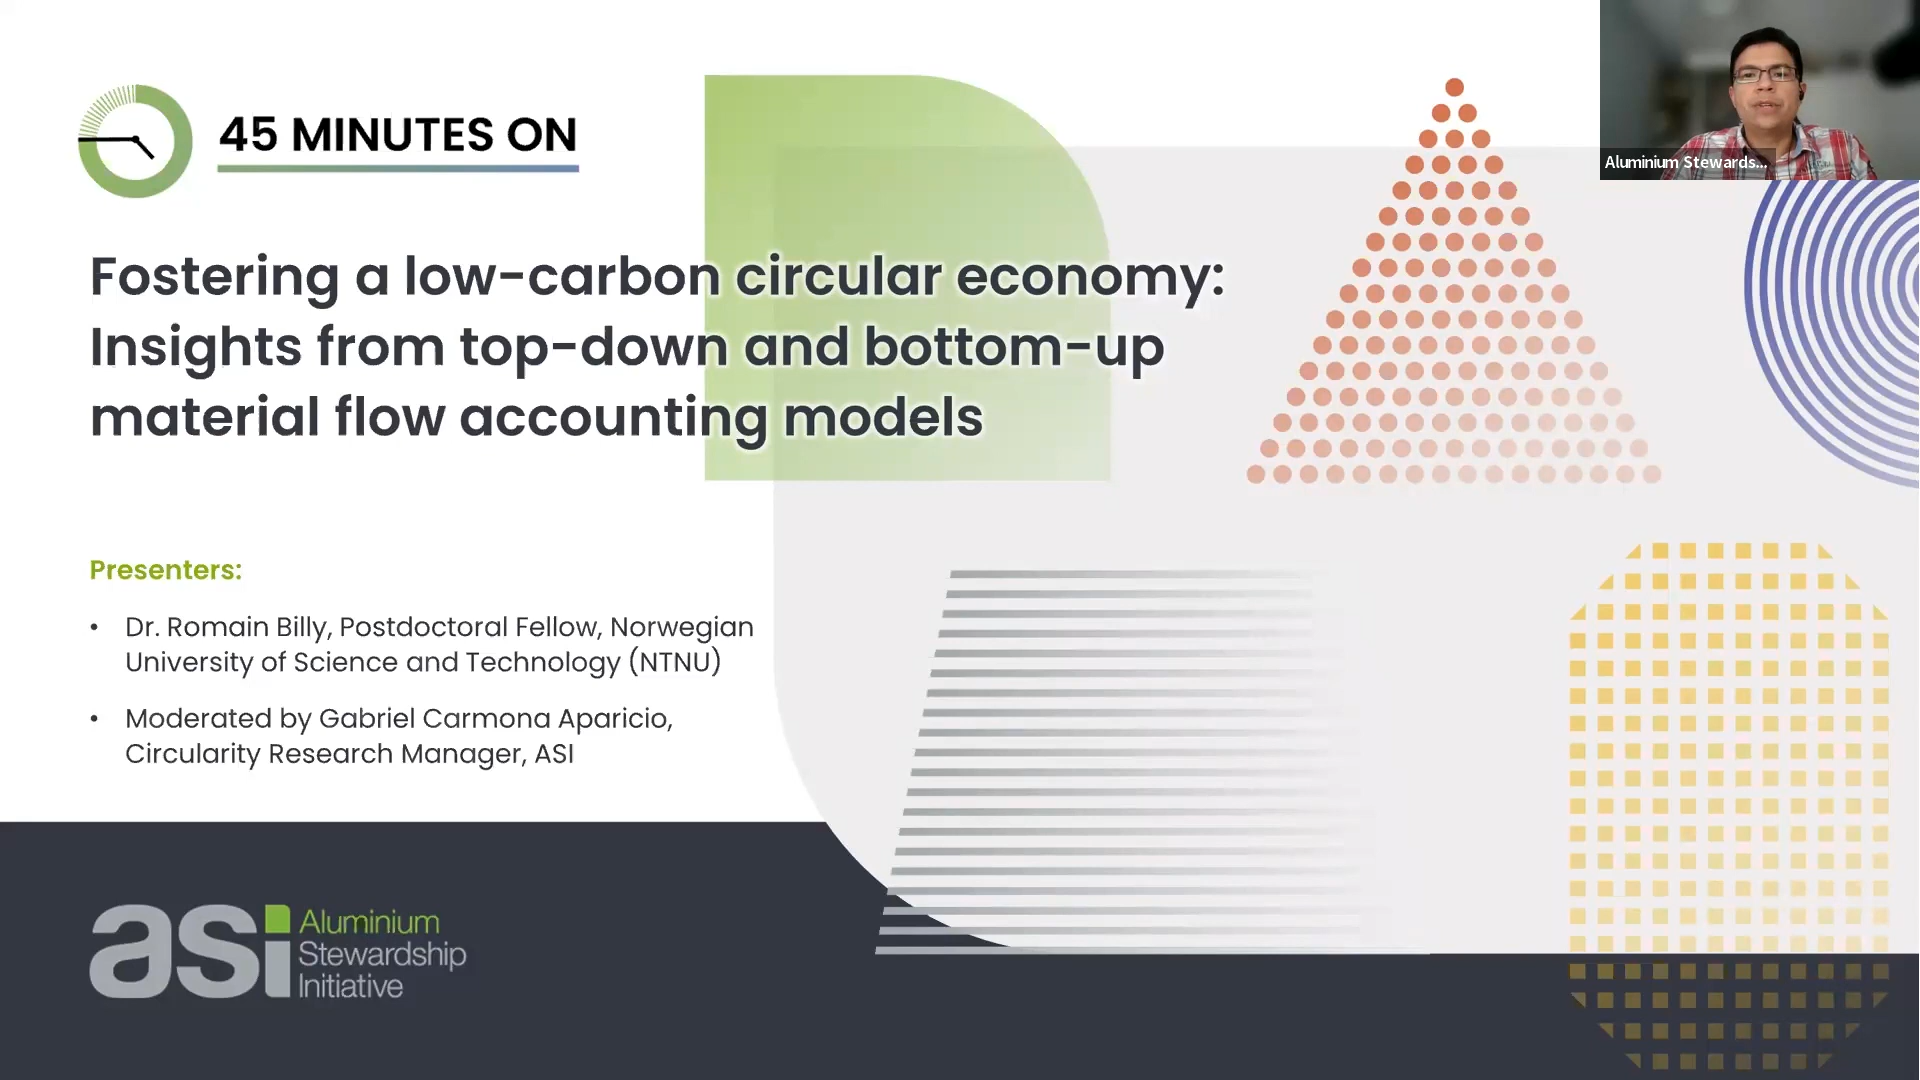 45 MINUTES ON
Aluminium Stewards...
Fostering a low-carbon circular economy:
Insights from top-down and bottom-up
material flow accounting models
Presenters:
• Dr. Romain Billy, Postdoctoral Fellow, Norwegian
University of Science and Technology (NTNU)
• Moderated by Gabriel Carmona Aparicio,
Circularity Research Manager, ASI
asi
Aluminium
Stewardship
Initiative